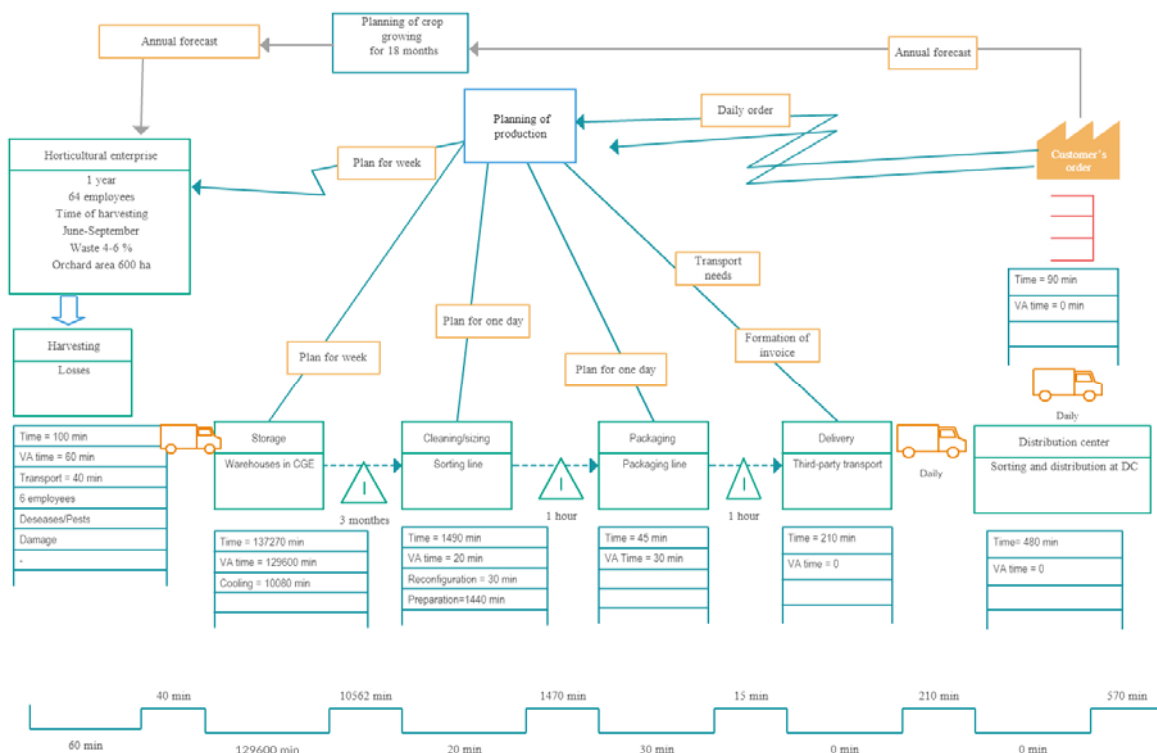 Annual forecast
Planning of crop
growing
for 18 months
Annual forecast
Planning of
production
Daily order
Customer's
order
Plan for week
Horticultural enterprise
1 year
64 employees
Time of harvesting
June-September
Waste 4-6 %
Orchard area 600 ha
Transport
needs
Time = 90 min
VA time = 0 min
Plan for one day
Formation of
invoice
Harvesting
Losses
Plan for week
Plan for one day
Daily
Time = 100 min
VA time = 60 min
Transport = 40 min
6 employees
Deseases/Pests
Damage
-
Storage
Warehouses in CGE
Cleaning/sizing
Sorting line
Packaging
Packaging line
Delivery
Third-party transport
Daily
Distribution center
Sorting and distribution at DC
I
3 monthes
I
1 hour
I
1 hour
Time = 137270 min
VA time = 129600 min
Cooling = 10080 min
Time = 1490 min
VA time = 20 min
Reconfiguration = 30 min
Preparation=1440 min
Time = 45 min
VA Time = 30 min
Time = 210 min
VA time = 0
Time= 480 min
VA time = 0
40 min
10562 min
1470 min
15 min
210 min
570 min
60 min
129600 min
20 min
30 min
0 min
0 min